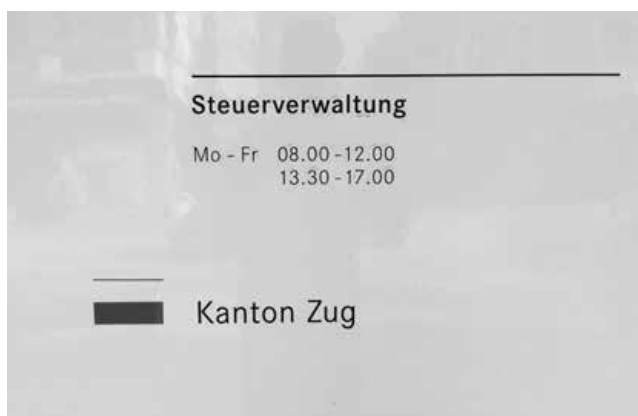 Steuerverwaltung
Mo - Fr 08.00 - 12.00
13.30 - 17.00
Kanton Zug